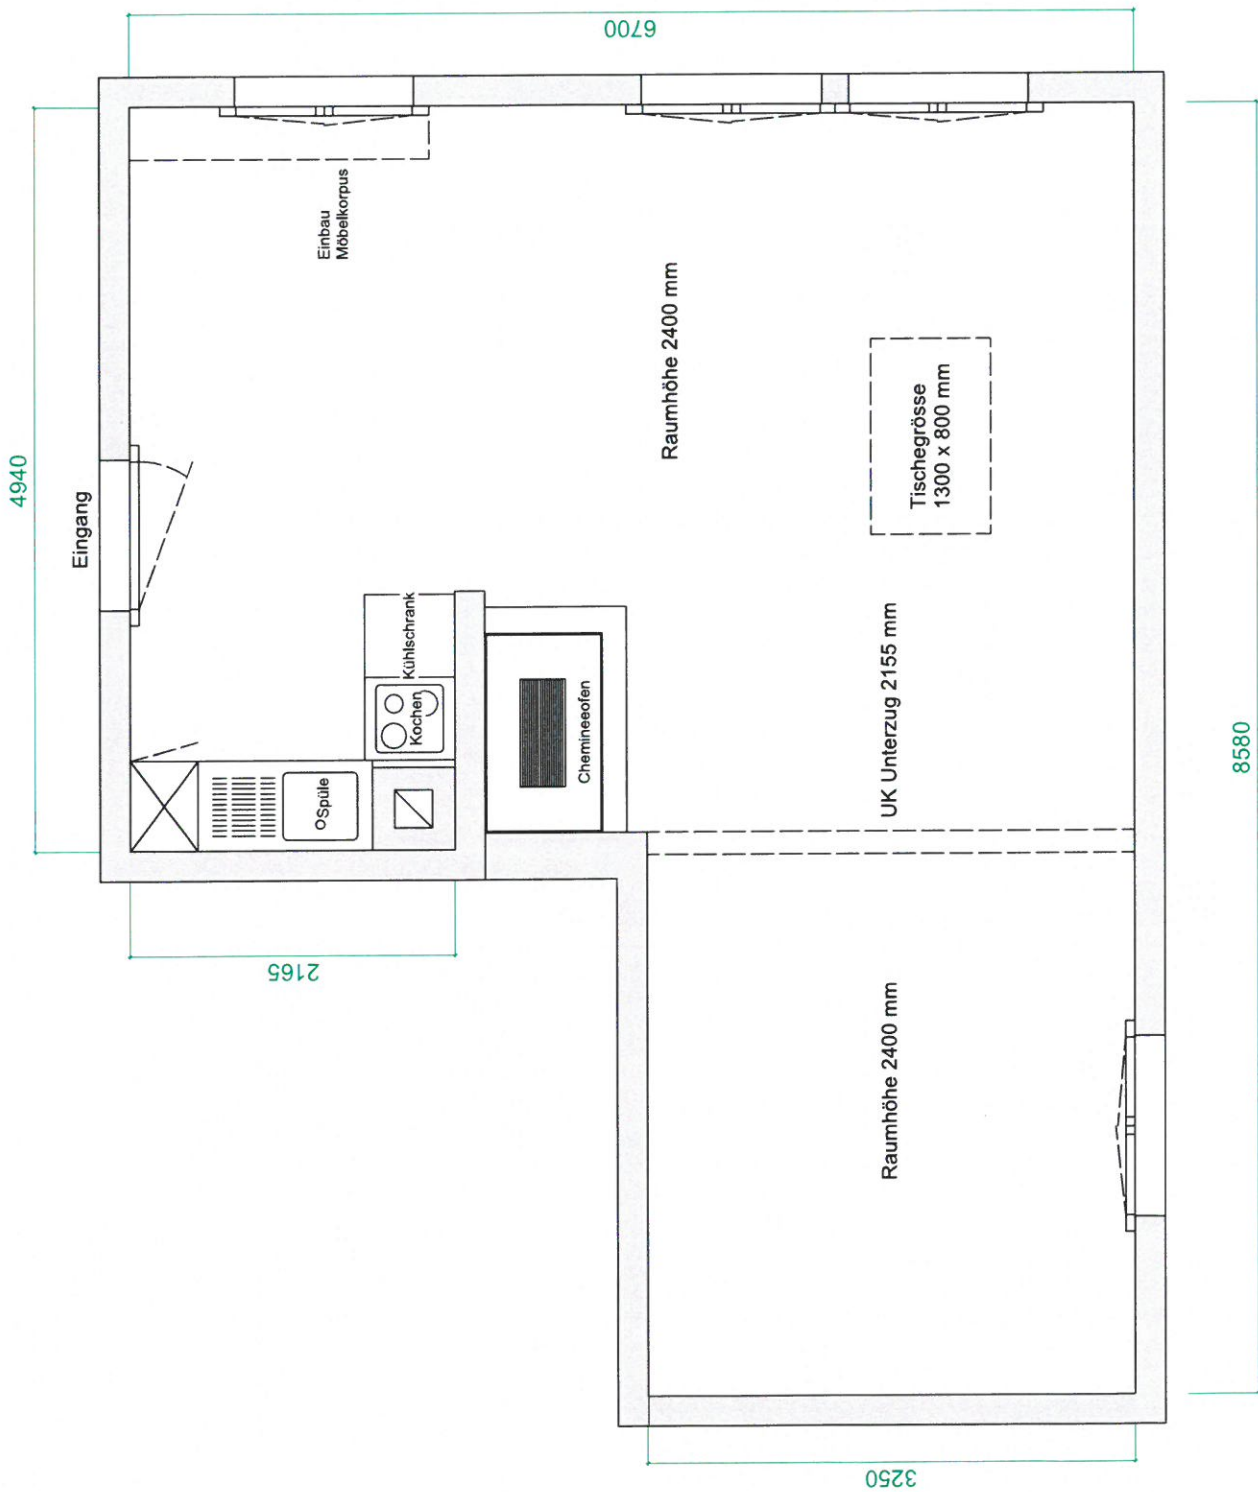 6700
4940
Eingang
Einbau
Möbelkorpus
Raumhöhe 2400 mm
Tischegrösse
1300 x 800 mm
Kühlschrank
Kochen
Spüle
Chemineeofen
UK Unterzug 2155 mm
2165
8580
Raumhöhe 2400 mm
3250